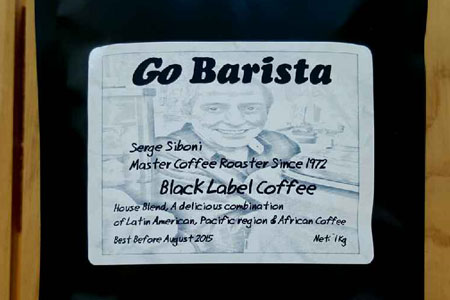 Go Barista
Serge Siboni
Master Coffee Roaster Since 1972
Black Label Coffee
House Blend, A delicious combination
of Latin American, Pacific region & African Coffee
Best Before August 2015 Net: 1Kg